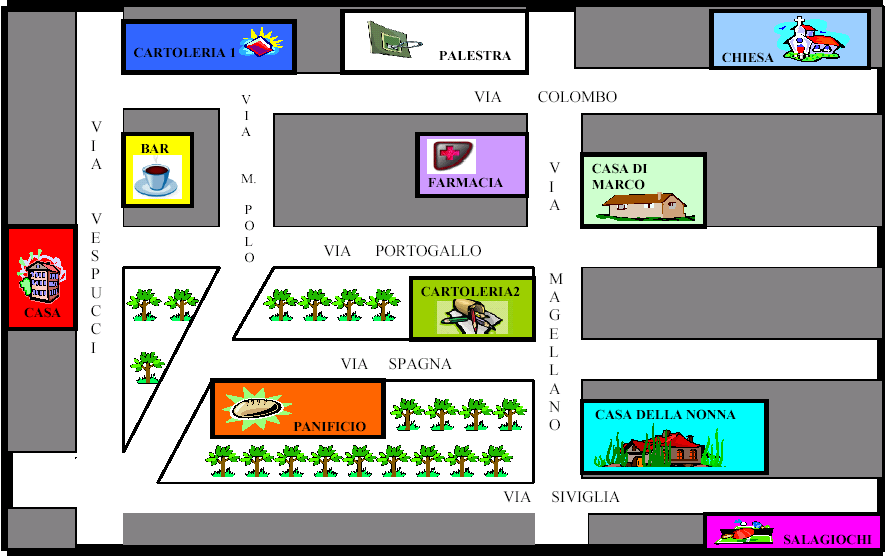 CARTOLERIA 1
PALESTRA
CHIESA
VIA COLOMBO
VIA VESPUCCI
VIA M. POLO
BAR
FARMACIA
VIA MAGELLANO
CASA DI
MARCO
VIA PORTOGALLO
CASA
CARTOLERIA2
VIA SPAGNA
PANIFICIO
CASA DELLA NONNA
VIA SIVIGLIA
SALAGIOCHI